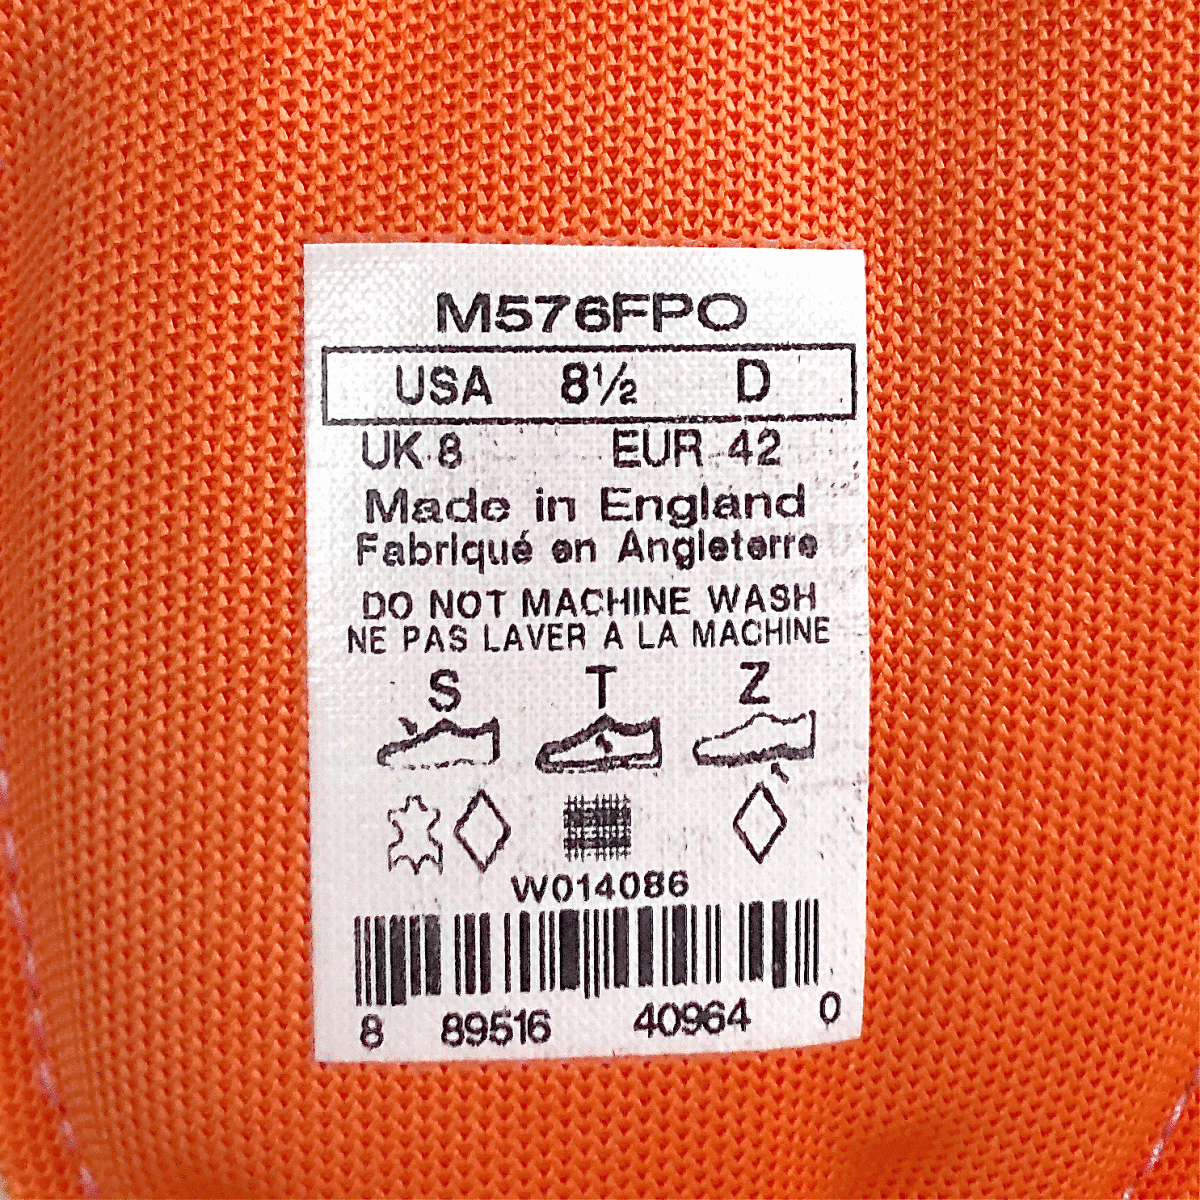 M576FPO
USA 8½ D
UK 8 EUR 42
Made in England
Fabriqué en Angleterre
DO NOT MACHINE WASH
NE PAS LAVER A LA MACHINE
S T Z
W014086
8 89516 40964 0